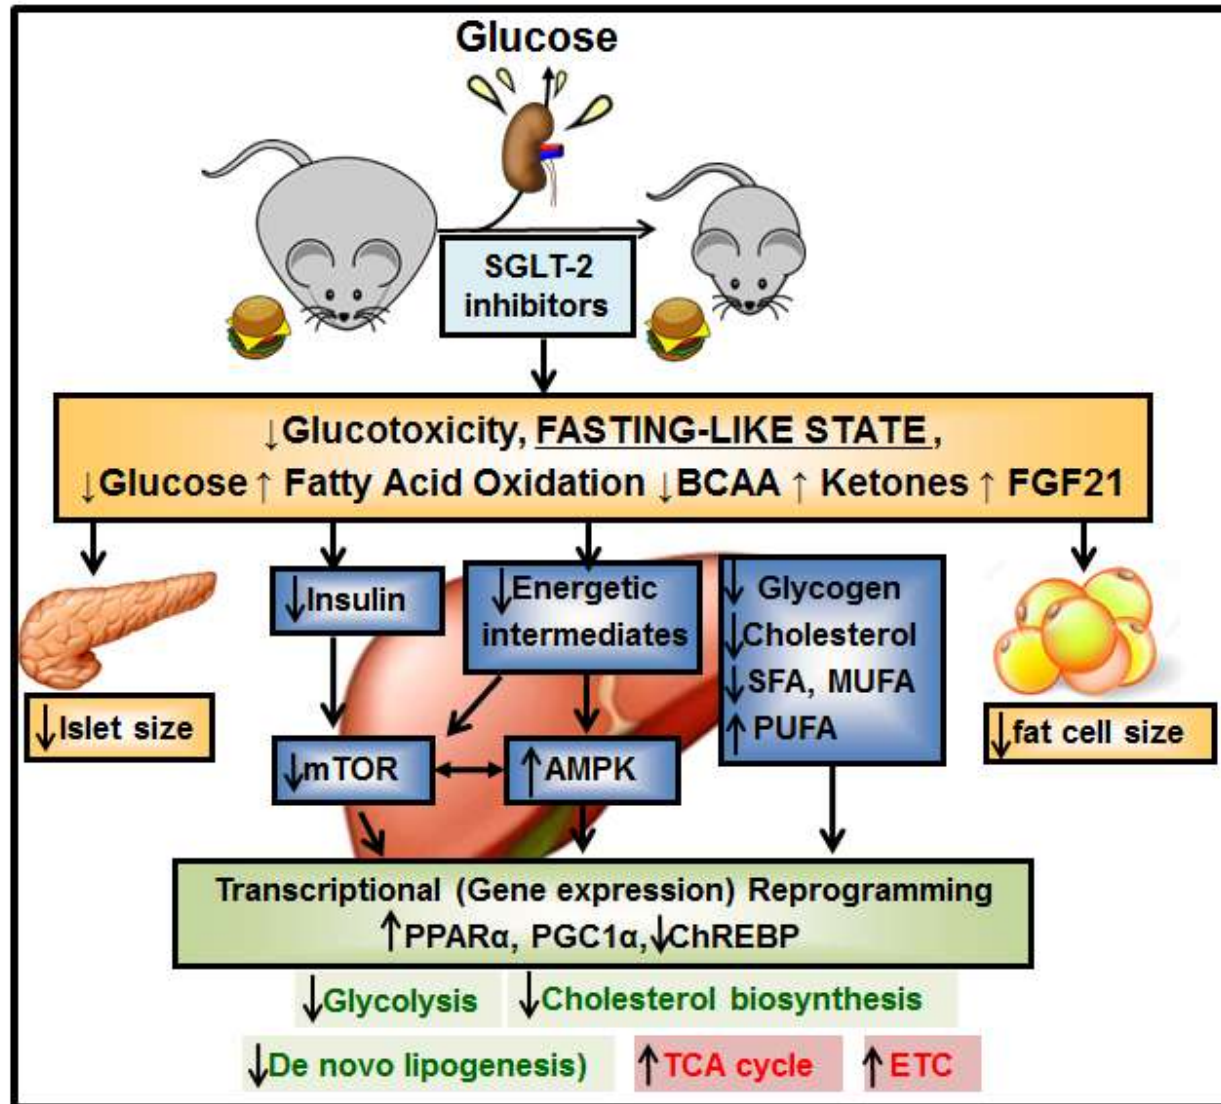 Glucose
SGLT-2
inhibitors
↓Glucotoxicity, FASTING-LIKE STATE,
↓Glucose ↑ Fatty Acid Oxidation ↓BCAA ↑ Ketones ↑ FGF21
↓Insulin
↓Energetic
intermediates
↓ Glycogen
↓Cholesterol
↓SFA, MUFA
↑ PUFA
↓Islet size
↓fat cell size
↓mTOR
↑AMPK
Transcriptional (Gene expression) Reprogramming
↑PPARα, PGC1α,↓ChREBP
↓Glycolysis
↓Cholesterol biosynthesis
↓De novo lipogenesis)
↑TCA cycle
↑ ETC